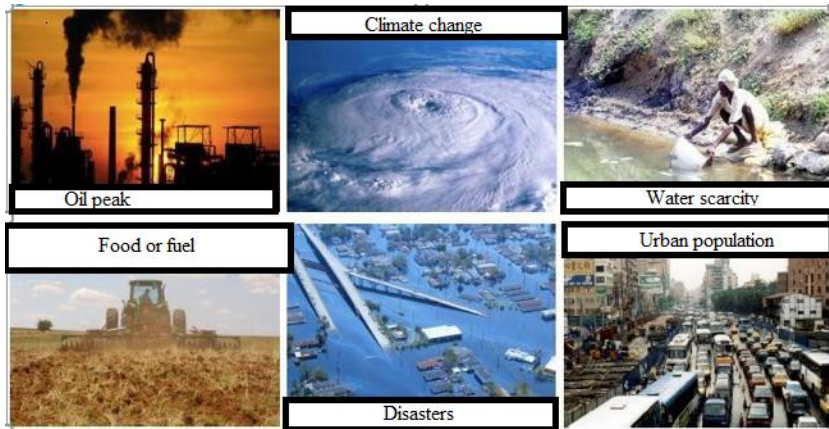 Climate change
Oil peak
Water scarcity
Food or fuel
Urban population
Disasters